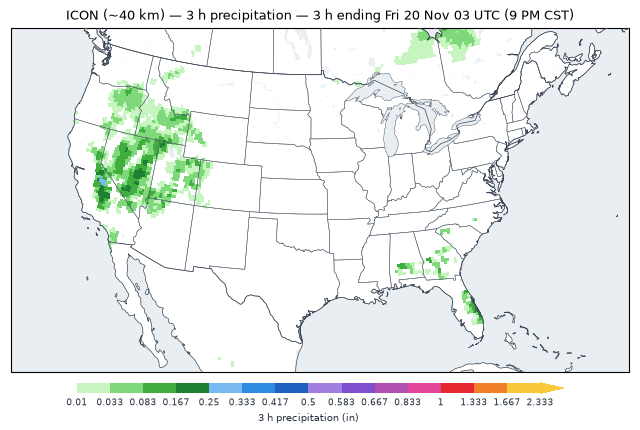 ICON (~40 km) — 3 h precipitation — 3 h ending Fri 20 Nov 03 UTC (9 PM CST)
0.01 0.033 0.083 0.167 0.25 0.333 0.417 0.5 0.583 0.667 0.833 1 1.333 1.667 2.333
3 h precipitation (in)